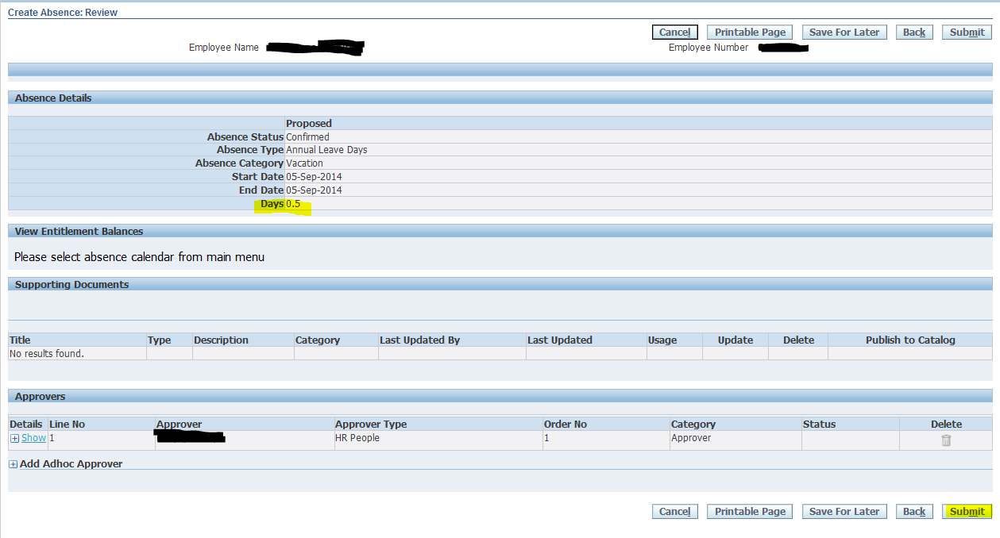 Create Absence: Review
Cancel Printable Page Save For Later Back Submit
Employee Name Employee Number
Absence Details
Proposed
Absence Status Confirmed
Absence Type Annual Leave Days
Absence Category Vacation
Start Date 05-Sep-2014
End Date 05-Sep-2014
Days 0.5
View Entitlement Balances
Please select absence calendar from main menu
Supporting Documents
Title Type Description Category Last Updated By Last Updated Usage Update Delete Publish to Catalog
No results found.
Approvers
Details Line No Approver Approver Type Order No Category Status Delete
Show 1 HR People 1 Approver
Add Adhoc Approver
Cancel Printable Page Save For Later Back Submit